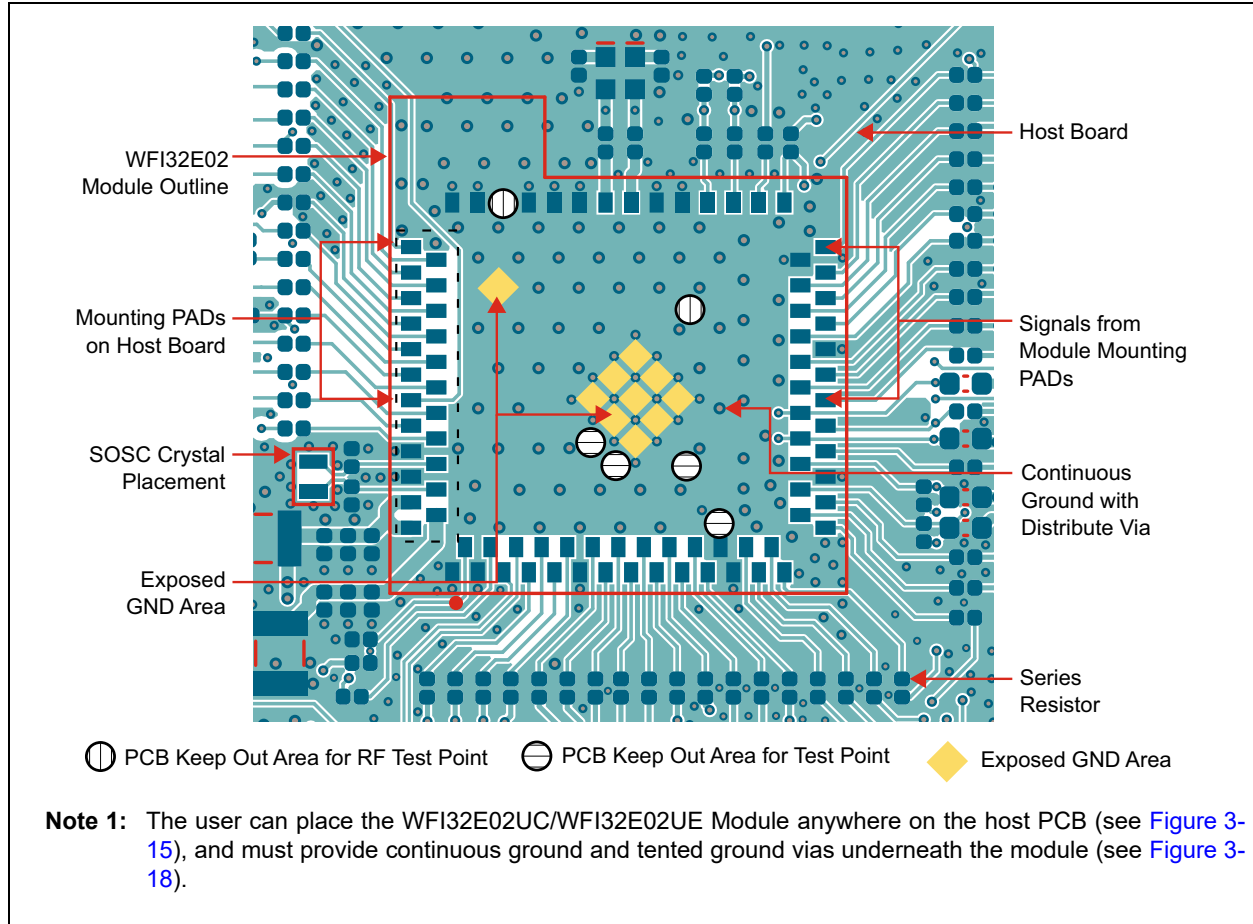 WFI32E02
Module Outline
Host Board
Mounting PADs
on Host Board
Signals from
Module Mounting
PADs
SOSC Crystal
Placement
Continuous
Ground with
Distribute Via
Exposed
GND Area
Series
Resistor
PCB Keep Out Area for RF Test Point
PCB Keep Out Area for Test Point
Exposed GND Area
Note 1: The user can place the WFI32E02UC/WFI32E02UE Module anywhere on the host PCB (see Figure 3-
15), and must provide continuous ground and tented ground vias underneath the module (see Figure 3-
18).